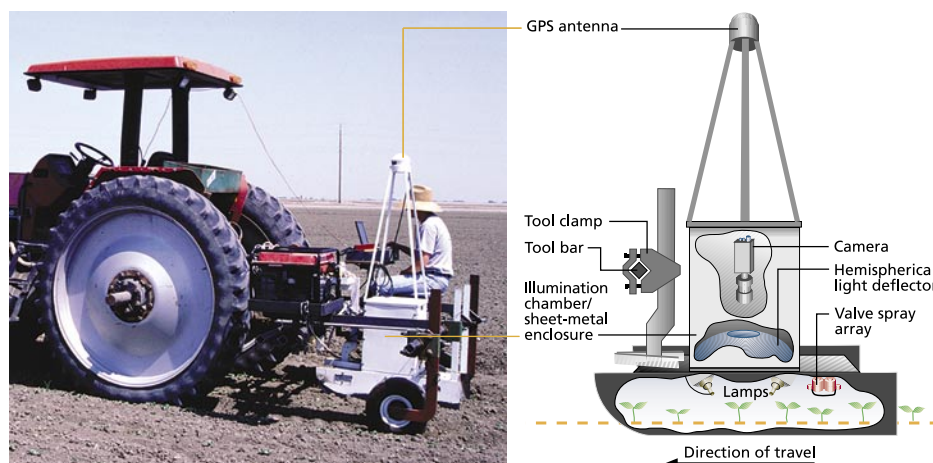 GPS antenna
Tool clamp
Tool bar
Illumination
chamber/
sheet-metal
enclosure
Camera
Hemispherica
light deflector
Valve spray
array
Lamps
Direction of travel